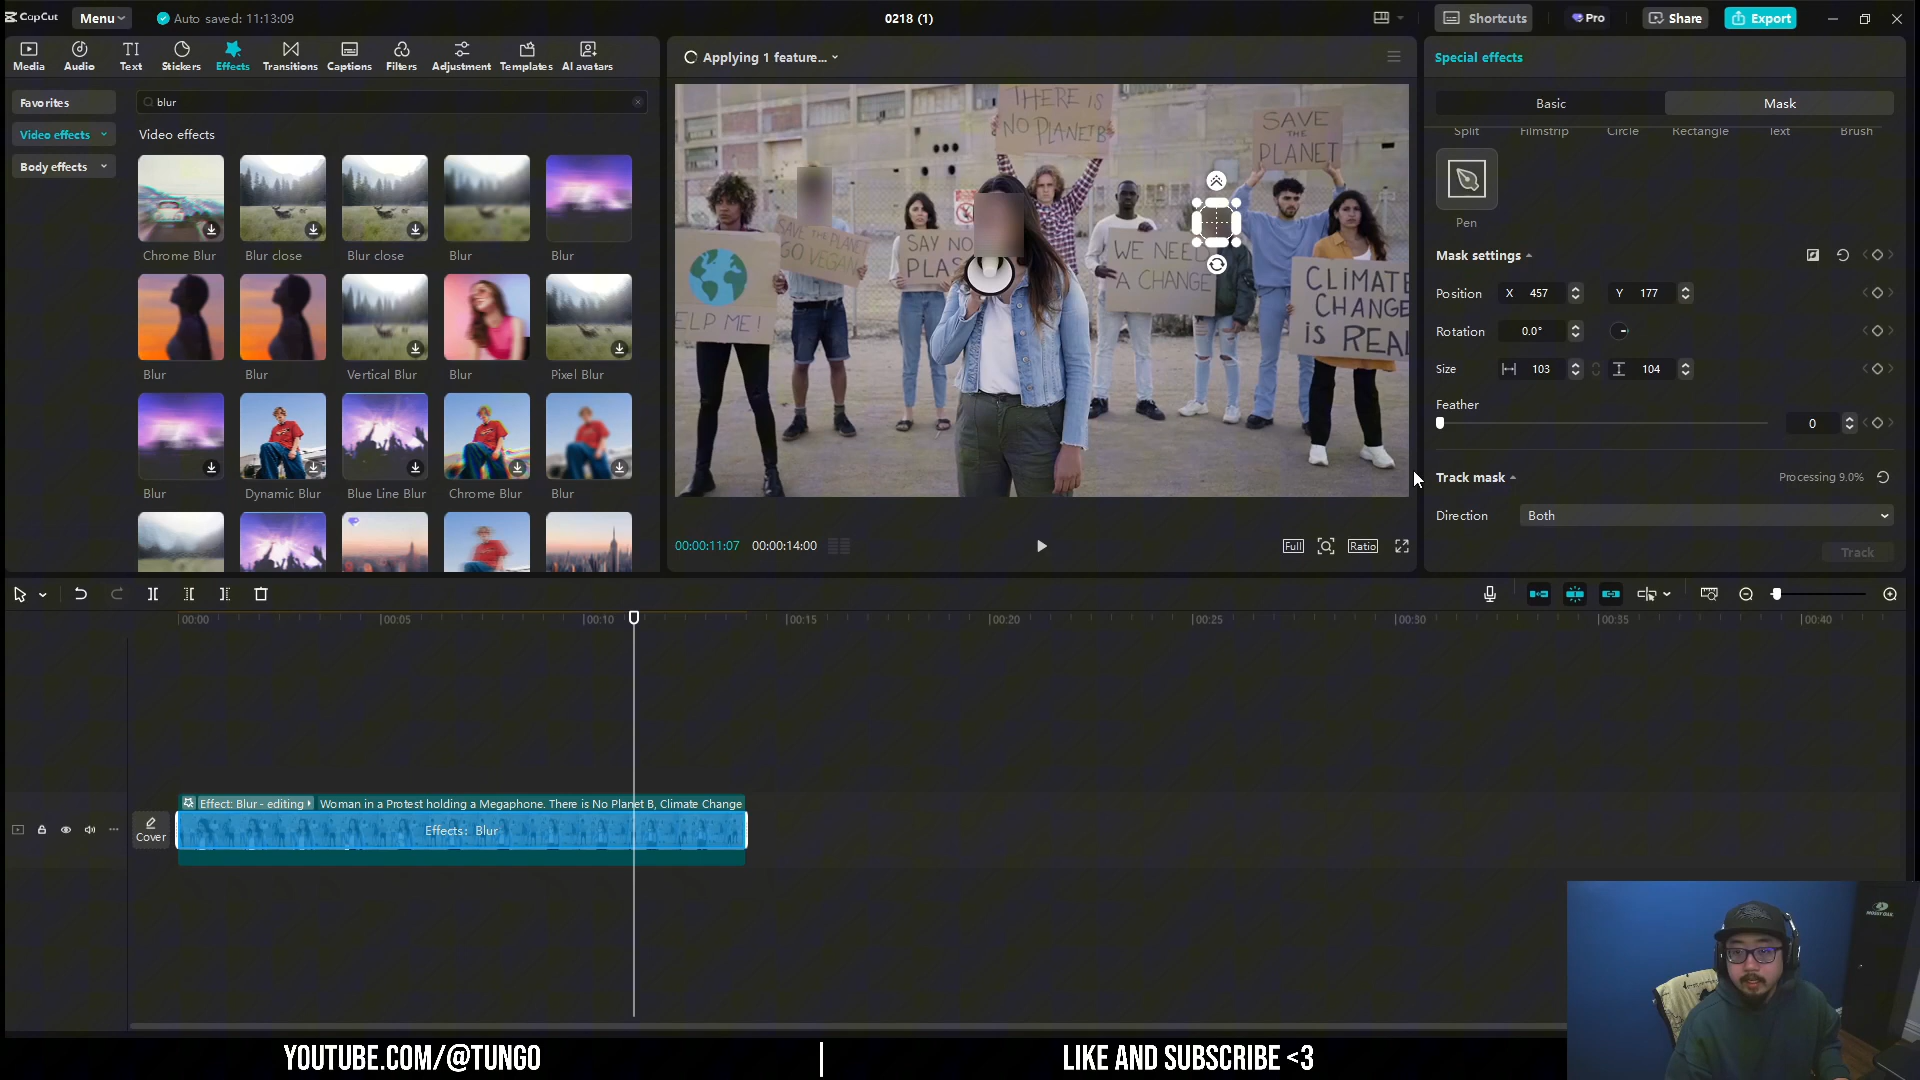 CapCut Menu Auto saved: 11:13:09 0218 (1) Shortcuts Pro Share Export
Media Audio Text Stickers Effects Transitions Captions Filters Adjustment Templates AI avatars
TI
Favorites
Video effects
Body effects
blur
Video effects
Chrome Blur Blur close Blur close Blur Blur
Blur Blur Vertical Blur Blur Pixel Blur
Blur Dynamic Blur Blue Line Blur Chrome Blur Blur
Applying 1 feature...
THERE IS
NO PLANET B
SAVE
THE
PLANET
SAVE THE PLANET
GO VEGAN
SAY NO
PLAS
WE NEED
A CHANGE
CLIMATE
CHANGE
iS REAL
ELP ME!
00:00:11:07 00:00:14:00 Full Ratio
Special effects
Basic Mask
Split Filmstrip Circle Rectangle Text Brush
Pen
Mask settings
Position X 457 Y 177
Rotation 0.0°
Size 103 104
Feather
0
Track mask Processing 9.0%
Direction Both
Track
00:00 00:05 00:10 00:15 00:20 00:25 00:30 00:35 00:40
Effect: Blur - editing Woman in a Protest holding a Megaphone. There is No Planet B, Climate Change
Cover
Effects: Blur
MOSSY OAK
YOUTUBE.COM/@TUNGO | LIKE AND SUBSCRIBE <3